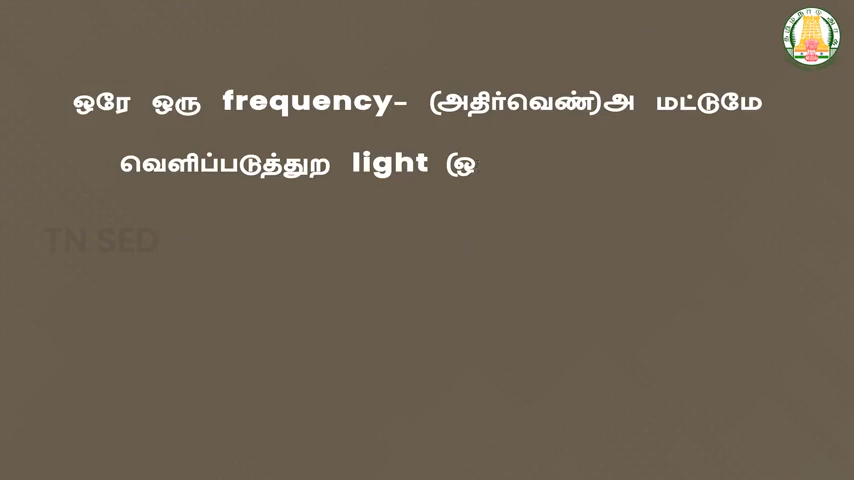 ஒரே ஒரு frequency- (அதிர்வெண்)அ மட்டுமே
வெளிப்படுத்துற light (ஒ
TN SED